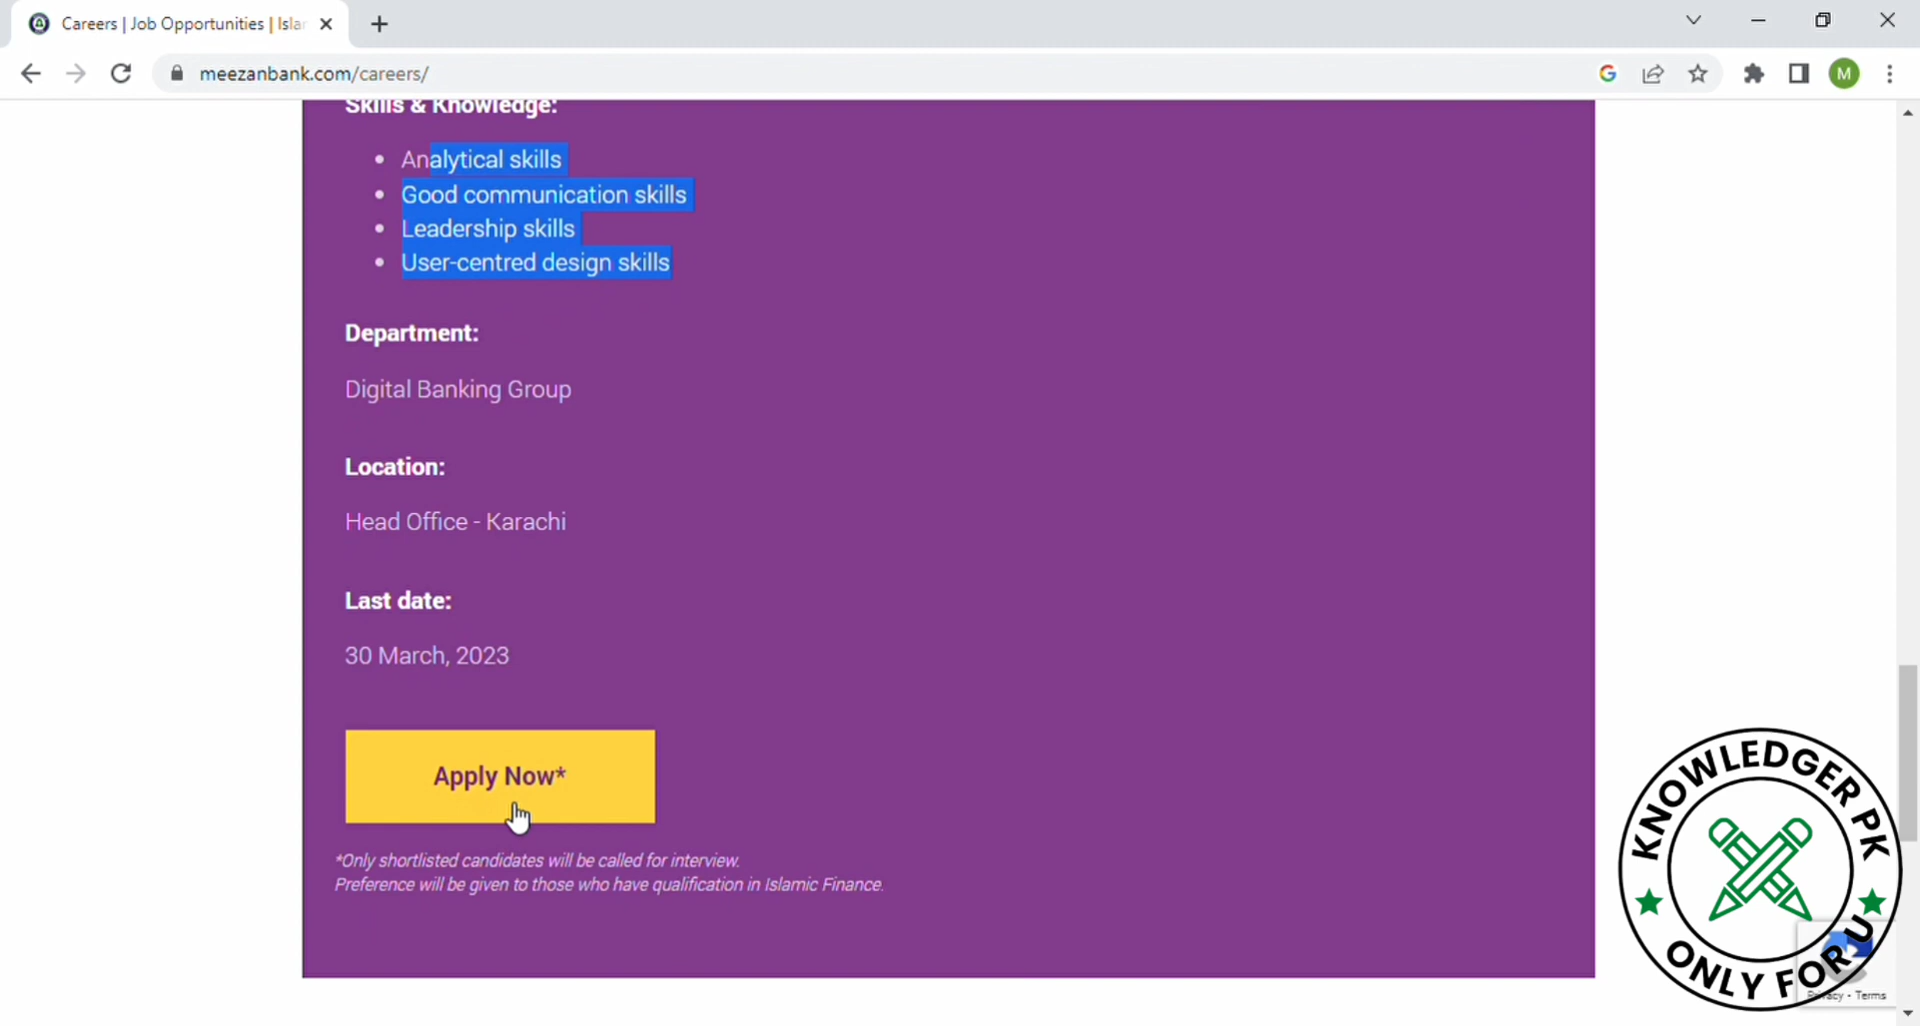 Careers | Job Opportunities | Isla
meezanbank.com/careers/
M
Skills & Knowledge:
Analytical skills
Good communication skills
Leadership skills
User-centred design skills
Department:
Digital Banking Group
Location:
Head Office - Karachi
Last date:
30 March, 2023
Apply Now*
*Only shortlisted candidates will be called for interview.
Preference will be given to those who have qualification in Islamic Finance.
KNOWLEDGER PK
ONLY FOR U
Privacy - Terms